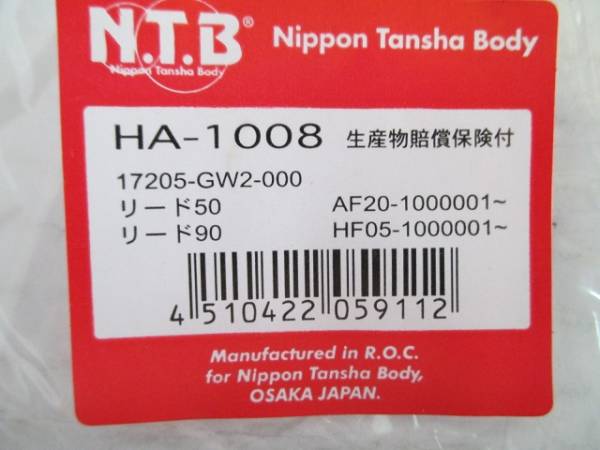 N.T.B® Nippon Tansha Body
Nippon Tansha Body
HA-1008 生産物賠償保険付
17205-GW2-000
リード50 AF20-1000001~
リード90 HF05-1000001~
4 510422 059112
Manufactured in R.O.C.
for Nippon Tansha Body,
OSAKA JAPAN.